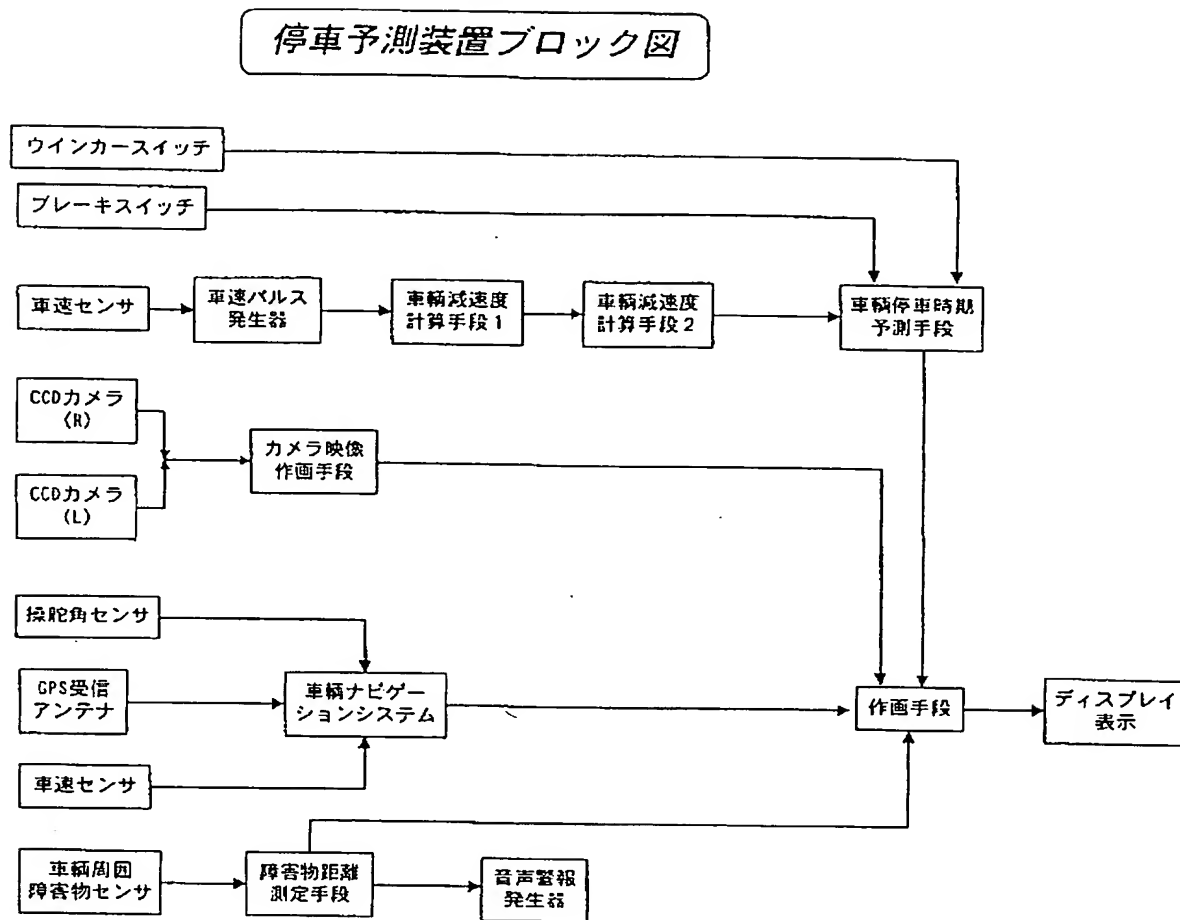 停車予測装置ブロック図
ウインカースイッチ
ブレーキスイッチ
車速センサ
車速パルス
発生器
車輌減速度
計算手段1
車輌減速度
計算手段2
車輌停車時期
予測手段
CCDカメラ
(R)
CCDカメラ
(L)
カメラ映像
作画手段
操舵角センサ
GPS受信
アンテナ
車速センサ
車輌ナビゲー
ションシステム
作画手段
ディスプレイ
表示
車輌周囲
障害物センサ
障害物距離
測定手段
音声警報
発生器